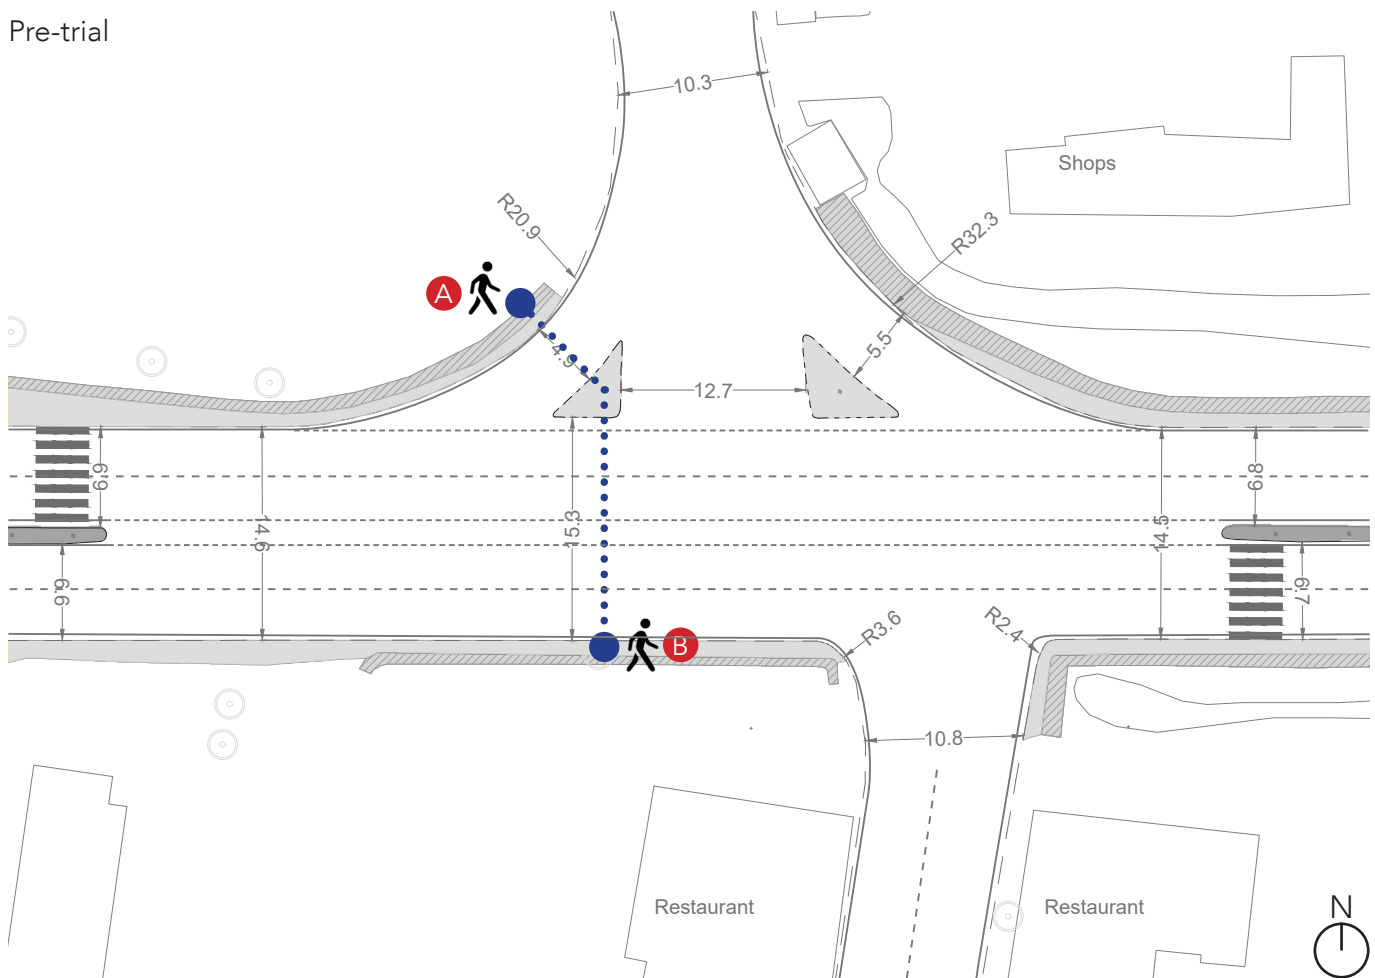 Pre-trial
10.3
Shops
R20.9
R32.3
A
4.9
5.5
12.7
6.9
14.6
15.3
14.5
6.8
6.6
6.7
R3.6
R2.4
B
10.8
Restaurant
Restaurant
N